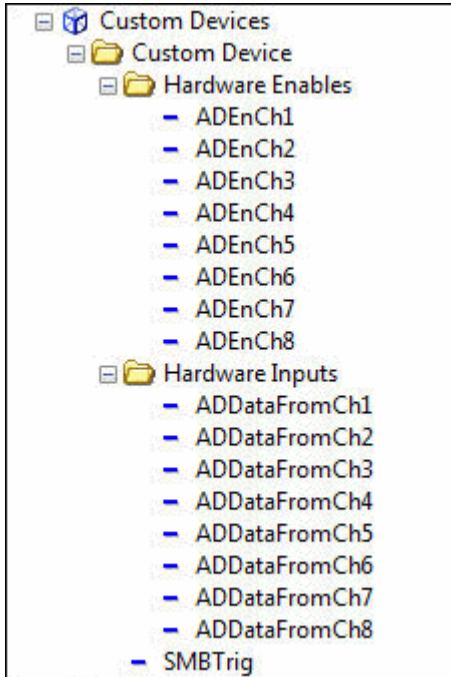 Custom Devices
Custom Device
Hardware Enables
ADEnCh1
ADEnCh2
ADEnCh3
ADEnCh4
ADEnCh5
ADEnCh6
ADEnCh7
ADEnCh8
Hardware Inputs
ADDataFromCh1
ADDataFromCh2
ADDataFromCh3
ADDataFromCh4
ADDataFromCh5
ADDataFromCh6
ADDataFromCh7
ADDataFromCh8
SMBTrig